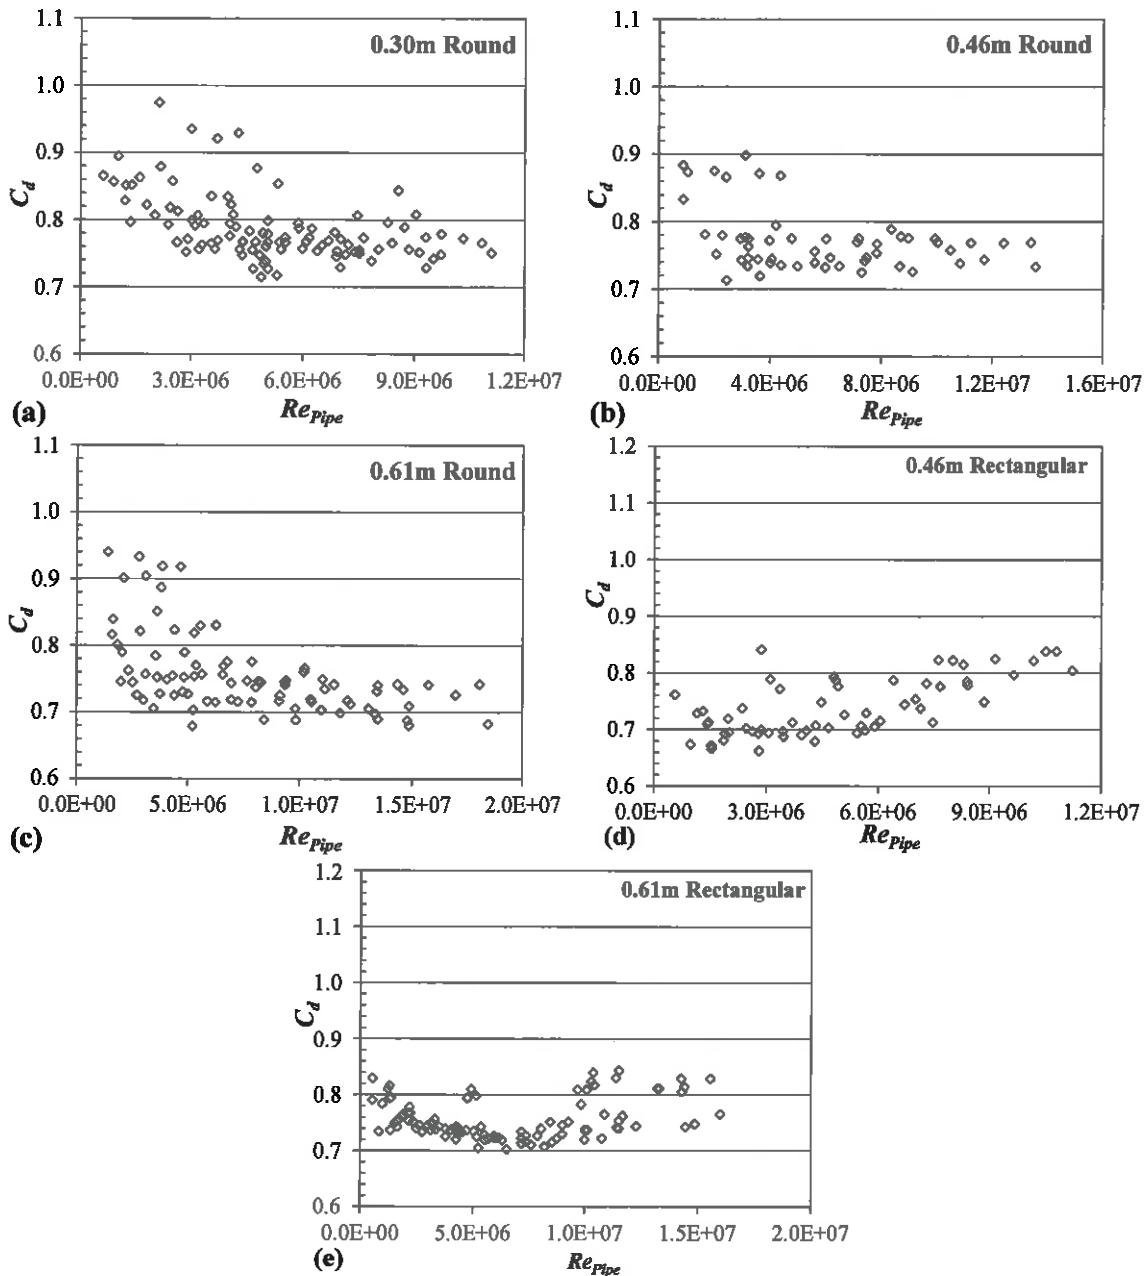 1.1
0.30m Round
1.0
0.9
0.8
0.7
0.6
C_d
0.0E+00 3.0E+06 6.0E+06 9.0E+06 1.2E+07
(a) Re_Pipe
1.1
0.46m Round
1.0
0.9
0.8
0.7
0.6
C_d
0.0E+00 4.0E+06 8.0E+06 1.2E+07 1.6E+07
(b) Re_Pipe
1.1
0.61m Round
1.0
0.9
0.8
0.7
0.6
C_d
0.0E+00 5.0E+06 1.0E+07 1.5E+07 2.0E+07
(c) Re_Pipe
1.2
0.46m Rectangular
1.1
1.0
0.9
0.8
0.7
0.6
C_d
0.0E+00 3.0E+06 6.0E+06 9.0E+06 1.2E+07
(d) Re_Pipe
1.2
0.61m Rectangular
1.1
1.0
0.9
0.8
0.7
0.6
C_d
0.0E+00 5.0E+06 1.0E+07 1.5E+07 2.0E+07
(e) Re_Pipe